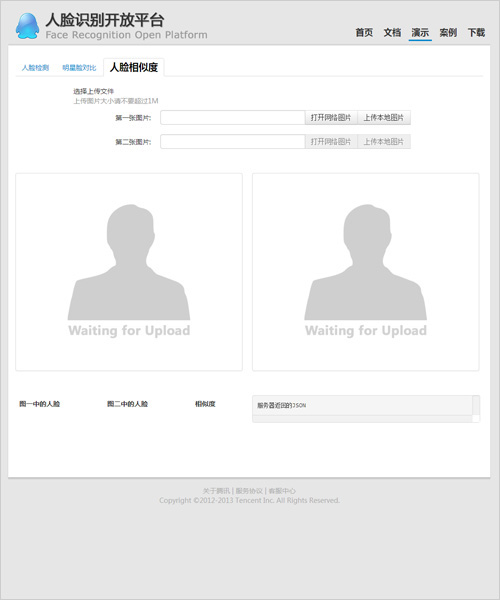 人脸识别开放平台
Face Recognition Open Platform
首页 文档 演示 案例 下载
人脸检测 明星脸对比 人脸相似度
选择上传文件
上传图片大小请不要超过1M
第一张图片: 打开网络图片 上传本地图片
第二张图片: 打开网络图片 上传本地图片
Waiting for Upload Waiting for Upload
图一中的人脸 图二中的人脸 相似度 服务器返回的JSON
关于腾讯 | 服务协议 | 客服中心
Copyright ©2012-2013 Tencent Inc. All Rights Reserved.